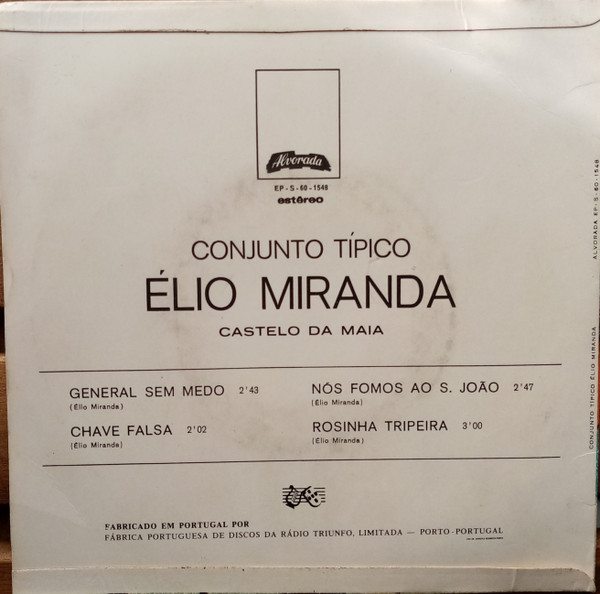 Alvorada
EP-S-60-1548
estéreo
CONJUNTO TÍPICO
ÉLIO MIRANDA
CASTELO DA MAIA
GENERAL SEM MEDO 2'43
(Élio Miranda)
CHAVE FALSA 2'02
(Élio Miranda)
NÓS FOMOS AO S. JOÃO 2'47
(Élio Miranda)
ROSINHA TRIPEIRA 3'00
(Élio Miranda)
FABRICADO EM PORTUGAL POR
FÁBRICA PORTUGUESA DE DISCOS DA RÁDIO TRIUNFO, LIMITADA — PORTO-PORTUGAL
CONJUNTO TÍPICO ÉLIO MIRANDA ALVORADA EP-S-60-1548